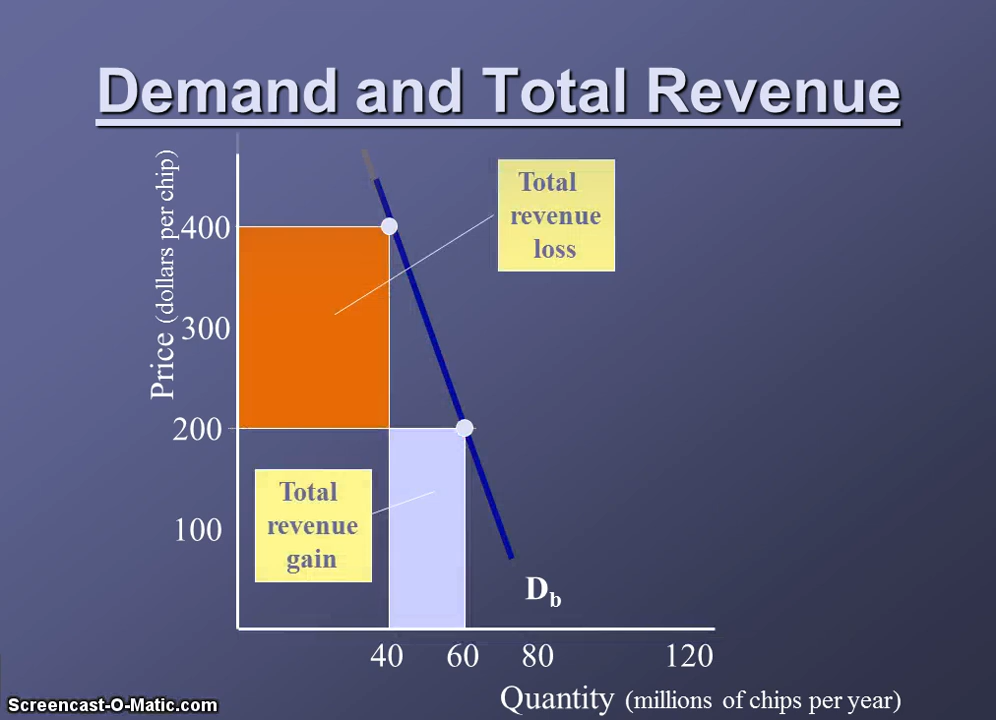 Demand and Total Revenue
Price (dollars per chip)
400
300
200
100
Total
revenue
loss
Total
revenue
gain
Db
40 60 80 120
Quantity (millions of chips per year)
Screencast-O-Matic.com